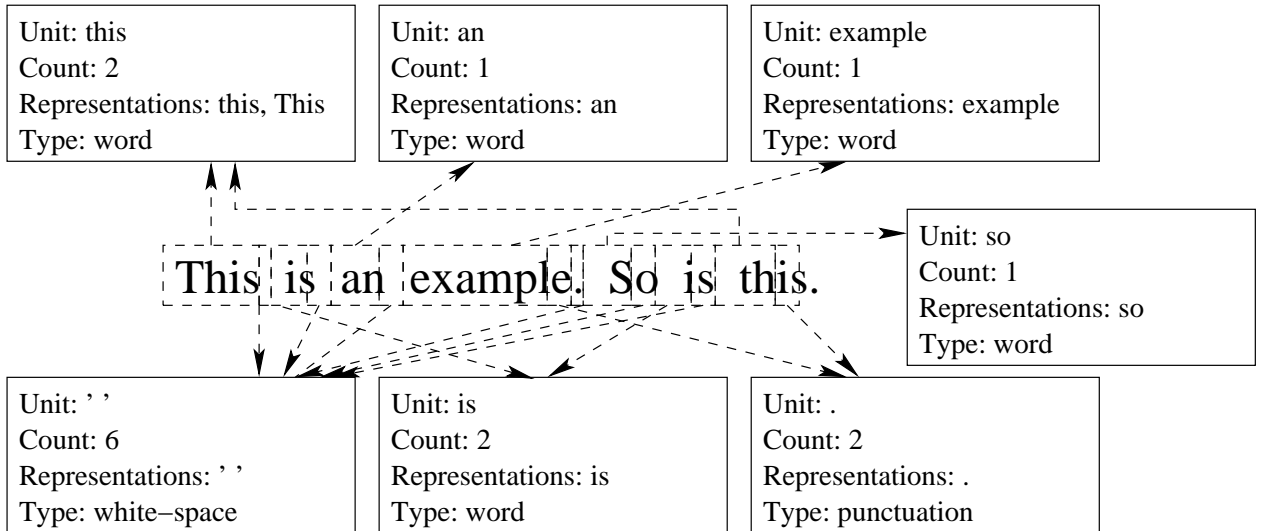 Unit: this
Count: 2
Representations: this, This
Type: word
Unit: an
Count: 1
Representations: an
Type: word
Unit: example
Count: 1
Representations: example
Type: word
This is an example. So is this.
Unit: so
Count: 1
Representations: so
Type: word
Unit: ’ ’
Count: 6
Representations: ’ ’
Type: white−space
Unit: is
Count: 2
Representations: is
Type: word
Unit: .
Count: 2
Representations: .
Type: punctuation